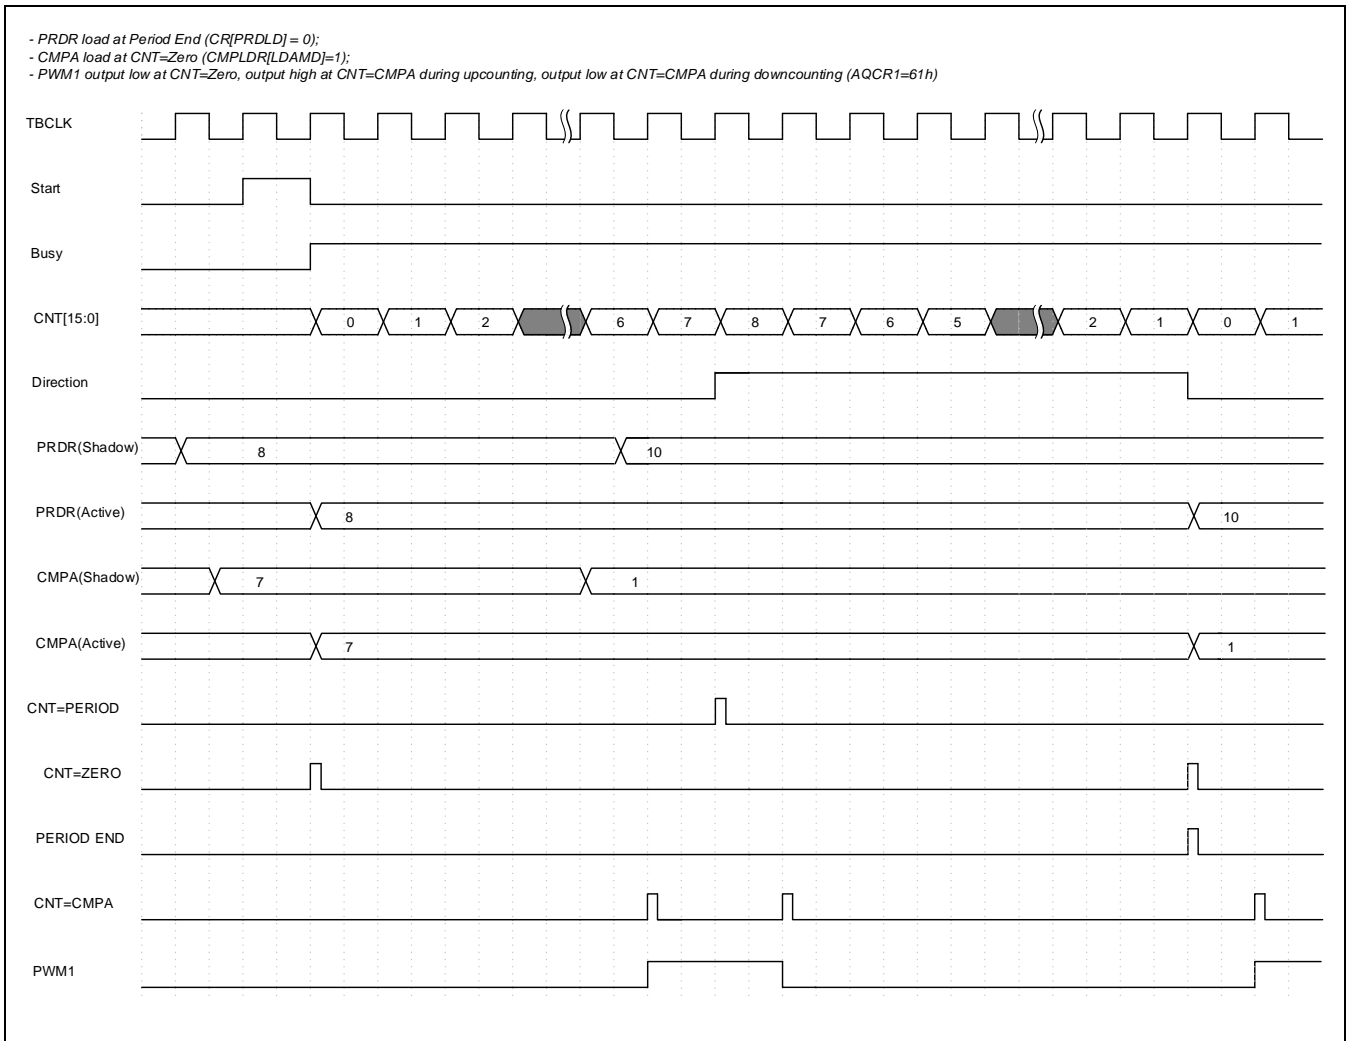 - PRDR load at Period End (CR[PRDLD] = 0);
- CMPA load at CNT=Zero (CMPLDR[LDAMD]=1);
- PWM1 output low at CNT=Zero, output high at CNT=CMPA during upcounting, output low at CNT=CMPA during downcounting (AQCR1=61h)
TBCLK
Start
Busy
CNT[15:0] 0 1 2 6 7 8 7 6 5 2 1 0 1
Direction
PRDR(Shadow) 8 10
PRDR(Active) 8 10
CMPA(Shadow) 7 1
CMPA(Active) 7 1
CNT=PERIOD
CNT=ZERO
PERIOD END
CNT=CMPA
PWM1